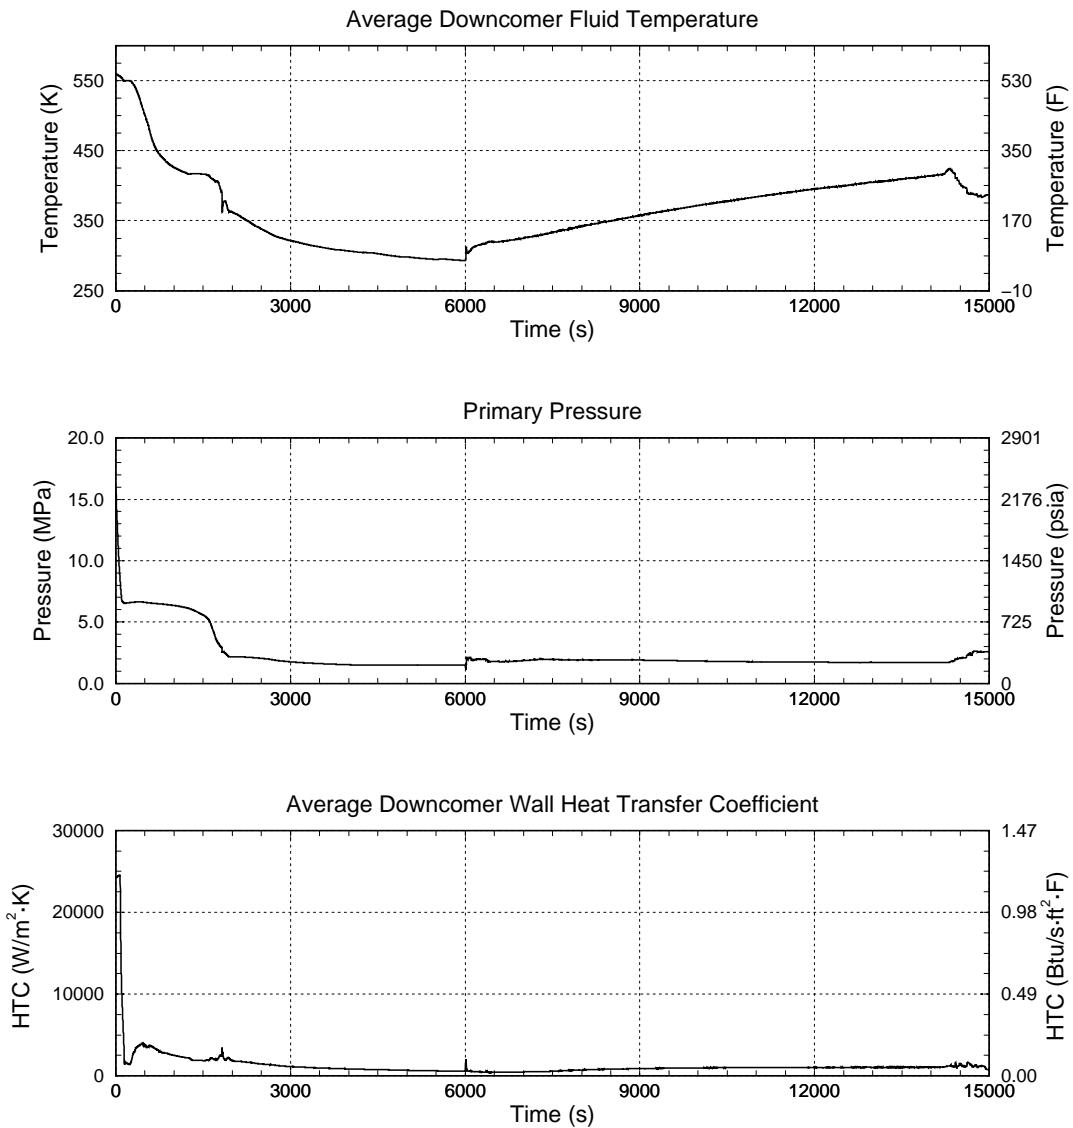 Average Downcomer Fluid Temperature
Temperature (K)
550
450
350
250
530
350
170
−10
Temperature (F)
0 3000 6000 9000 12000 15000
Time (s)
Primary Pressure
Pressure (MPa)
20.0
15.0
10.0
5.0
0.0
2901
2176
1450
725
0
Pressure (psia)
0 3000 6000 9000 12000 15000
Time (s)
Average Downcomer Wall Heat Transfer Coefficient
HTC (W/m²·K)
30000
20000
10000
0
1.47
0.98
0.49
0.00
HTC (Btu/s·ft²·F)
0 3000 6000 9000 12000 15000
Time (s)